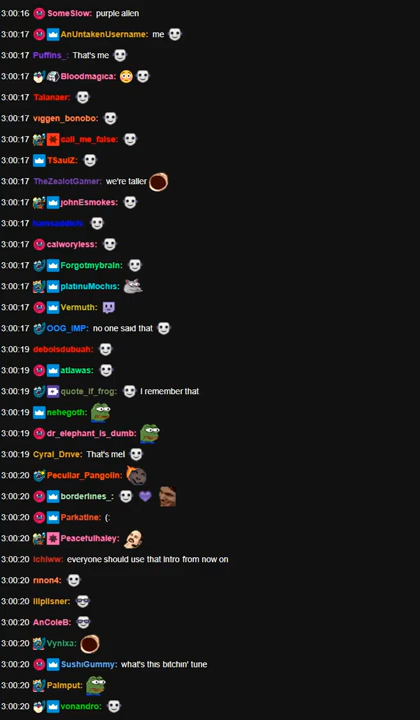 3:00:16 SomeSlow: purple alien
3:00:17 AnUntakenUsername: me
3:00:17 Puffins_: That's me
3:00:17 Bloodmagica:
3:00:17 Talanaer:
3:00:17 viggen_bonobo:
3:00:17 call_me_false:
3:00:17 TSaulZ:
3:00:17 TheZealotGamer: we're taller
3:00:17 johnEsmokes:
3:00:17
3:00:17 calworyless:
3:00:17 Forgotmybrain:
3:00:17 platinuMochis:
3:00:17 Vermuth:
3:00:17 OOG_IMP: no one said that
3:00:19 deboisdubuah:
3:00:19 atlawas:
3:00:19 quote_if_frog: I remember that
3:00:19 nehegoth:
3:00:19 dr_elephant_is_dumb:
3:00:19 Cyral_Drive: That's me!
3:00:20 Peculiar_Pangolin:
3:00:20 borderlines_:
3:00:20 Parkatine: (:
3:00:20 Peacefulhaley:
3:00:20 ichiww: everyone should use that intro from now on
3:00:20 rinon4:
3:00:20 lilpilsner:
3:00:20 AnColeB:
3:00:20 Vynixa:
3:00:20 SushiGummy: what's this bitchin' tune
3:00:20 Palmput:
3:00:20 vonandro: